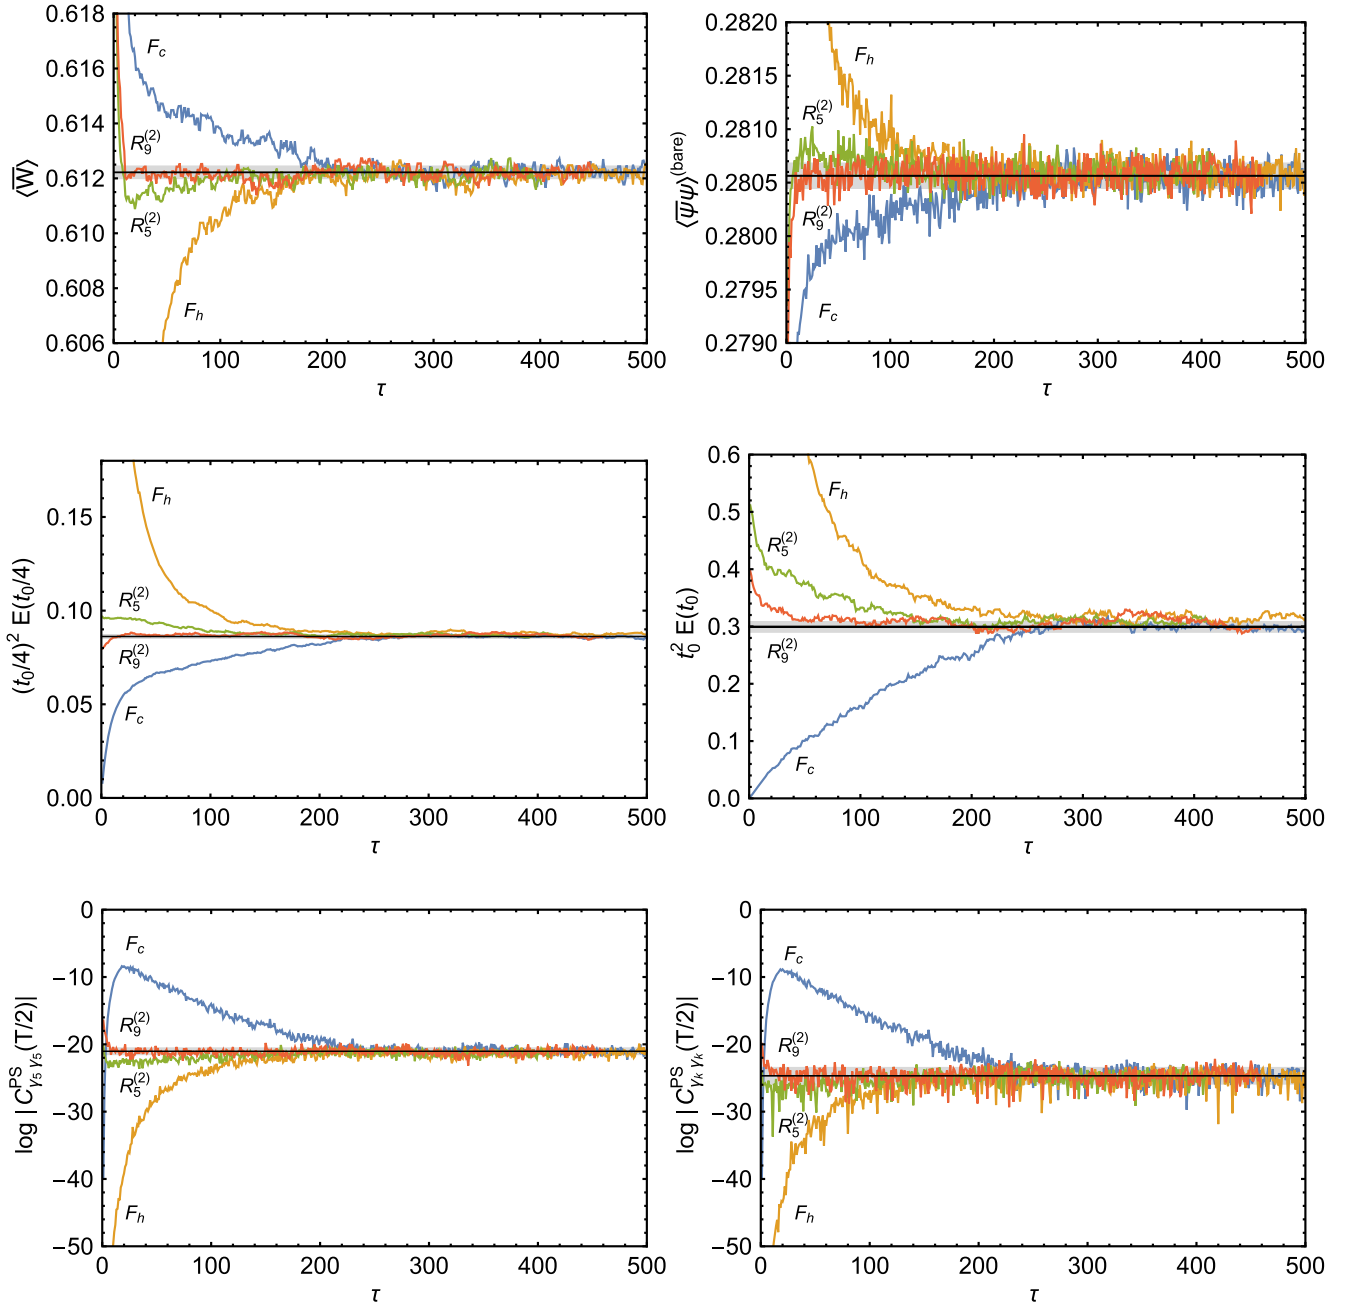 ⟨W̅⟩
0.618
0.616
0.614
0.612
0.610
0.608
0.606
F_c
R_9^(2)
R_5^(2)
F_h
0 100 200 300 400 500
τ
⟨ψ̅ψ⟩^(bare)
0.2820
0.2815
0.2810
0.2805
0.2800
0.2795
0.2790
F_h
R_5^(2)
R_9^(2)
F_c
0 100 200 300 400 500
τ
(t_0/4)^2 E(t_0/4)
0.15
0.10
0.05
0.00
F_h
R_5^(2)
R_9^(2)
F_c
0 100 200 300 400 500
τ
t_0^2 E(t_0)
0.6
0.5
0.4
0.3
0.2
0.1
0.0
F_h
R_5^(2)
R_9^(2)
F_c
0 100 200 300 400 500
τ
log |C^PS_γ_5 γ_5 (T/2)|
0
−10
−20
−30
−40
−50
F_c
R_9^(2)
R_5^(2)
F_h
0 100 200 300 400 500
τ
log |C^PS_γ_k γ_k (T/2)|
0
−10
−20
−30
−40
−50
F_c
R_9^(2)
R_5^(2)
F_h
0 100 200 300 400 500
τ